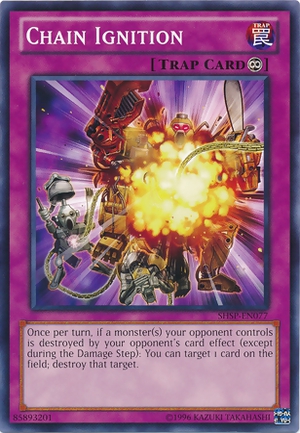 Chain Ignition
TRAP
罠
[Trap Card ∞]
SHSP-EN077
Once per turn, if a monster(s) your opponent controls
is destroyed by your opponent's card effect (except
during the Damage Step): You can target 1 card on the
field; destroy that target.
85893201
©1996 KAZUKI TAKAHASHI